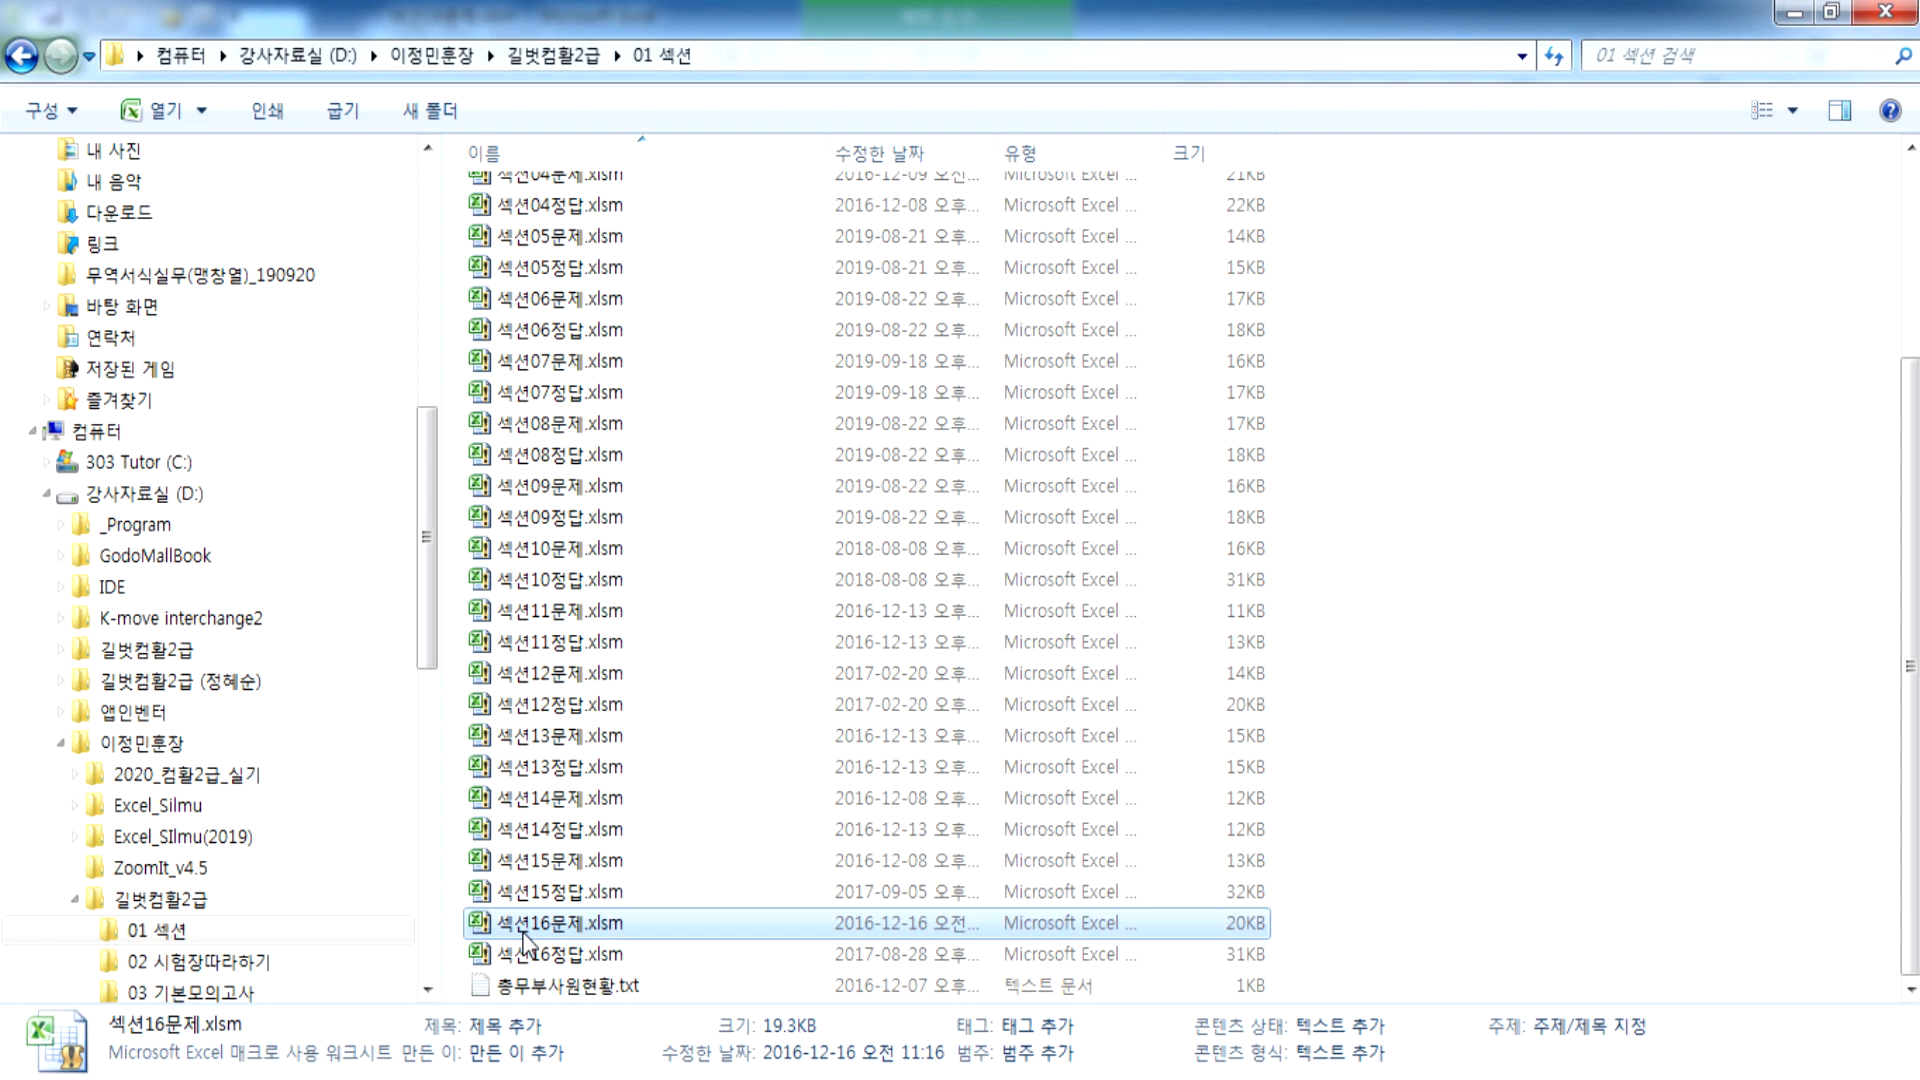 컴퓨터 강사자료실 (D:) 이정민훈장 길벗컴활2급 01 섹션
01 섹션 검색
구성 열기 인쇄 굽기 새 폴더
내 사진
내 음악
다운로드
링크
무역서식실무(맹창열)_190920
바탕 화면
연락처
저장된 게임
즐겨찾기
컴퓨터
303 Tutor (C:)
강사자료실 (D:)
_Program
GodoMallBook
IDE
K-move interchange2
길벗컴활2급
길벗컴활2급 (정혜순)
앱인벤터
이정민훈장
2020_컴활2급_실기
Excel_Silmu
Excel_SIlmu(2019)
ZoomIt_v4.5
길벗컴활2급
01 섹션
02 시험장따라하기
03 기본모의고사
이름 수정한 날짜 유형 크기
섹션04문제.xlsm 2016-12-09 오전... Microsoft Excel ... 21KB
섹션04정답.xlsm 2016-12-08 오후... Microsoft Excel ... 22KB
섹션05문제.xlsm 2019-08-21 오후... Microsoft Excel ... 14KB
섹션05정답.xlsm 2019-08-21 오후... Microsoft Excel ... 15KB
섹션06문제.xlsm 2019-08-22 오후... Microsoft Excel ... 17KB
섹션06정답.xlsm 2019-08-22 오후... Microsoft Excel ... 18KB
섹션07문제.xlsm 2019-09-18 오후... Microsoft Excel ... 16KB
섹션07정답.xlsm 2019-09-18 오후... Microsoft Excel ... 17KB
섹션08문제.xlsm 2019-08-22 오후... Microsoft Excel ... 17KB
섹션08정답.xlsm 2019-08-22 오후... Microsoft Excel ... 18KB
섹션09문제.xlsm 2019-08-22 오후... Microsoft Excel ... 16KB
섹션09정답.xlsm 2019-08-22 오후... Microsoft Excel ... 18KB
섹션10문제.xlsm 2018-08-08 오후... Microsoft Excel ... 16KB
섹션10정답.xlsm 2018-08-08 오후... Microsoft Excel ... 31KB
섹션11문제.xlsm 2016-12-13 오후... Microsoft Excel ... 11KB
섹션11정답.xlsm 2016-12-13 오후... Microsoft Excel ... 13KB
섹션12문제.xlsm 2017-02-20 오후... Microsoft Excel ... 14KB
섹션12정답.xlsm 2017-02-20 오후... Microsoft Excel ... 20KB
섹션13문제.xlsm 2016-12-13 오후... Microsoft Excel ... 15KB
섹션13정답.xlsm 2016-12-13 오후... Microsoft Excel ... 15KB
섹션14문제.xlsm 2016-12-08 오후... Microsoft Excel ... 12KB
섹션14정답.xlsm 2016-12-13 오후... Microsoft Excel ... 12KB
섹션15문제.xlsm 2016-12-08 오후... Microsoft Excel ... 13KB
섹션15정답.xlsm 2017-09-05 오후... Microsoft Excel ... 32KB
섹션16문제.xlsm 2016-12-16 오전... Microsoft Excel ... 20KB
섹션16정답.xlsm 2017-08-28 오후... Microsoft Excel ... 31KB
총무부사원현황.txt 2016-12-07 오후... 텍스트 문서 1KB
섹션16문제.xlsm 제목: 제목 추가 크기: 19.3KB 태그: 태그 추가 콘텐츠 상태: 텍스트 추가 주제: 주제/제목 지정
Microsoft Excel 매크로 사용 워크시트 만든 이: 만든 이 추가 수정한 날짜: 2016-12-16 오전 11:16 범주: 범주 추가 콘텐츠 형식: 텍스트 추가